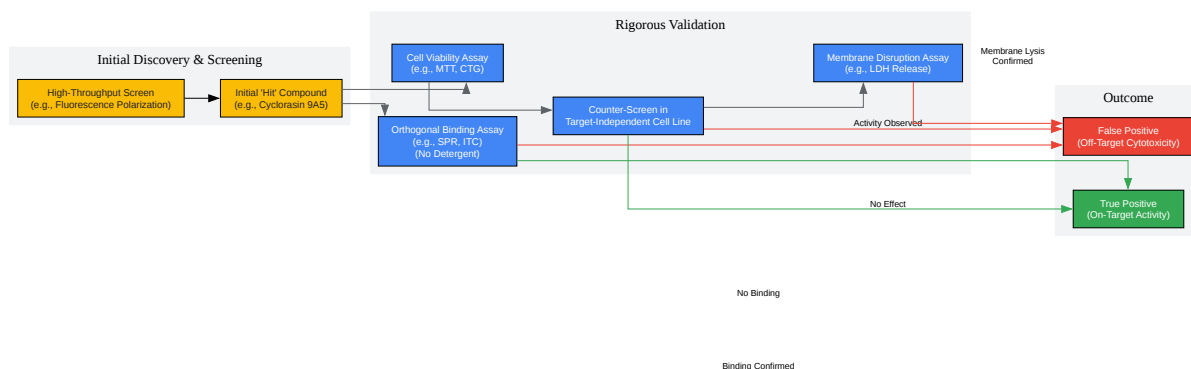 Rigorous Validation
Initial Discovery & Screening
High-Throughput Screen
(e.g., Fluorescence Polarization)
Initial 'Hit' Compound
(e.g., Cyclorasin 9A5)
Cell Viability Assay
(e.g., MTT, CTG)
Orthogonal Binding Assay
(e.g., SPR, ITC)
(No Detergent)
Counter-Screen in
Target-Independent Cell Line
Membrane Disruption Assay
(e.g., LDH Release)
Membrane Lysis
Confirmed
Activity Observed
Outcome
False Positive
(Off-Target Cytotoxicity)
True Positive
(On-Target Activity)
No Effect
No Binding
Binding Confirmed